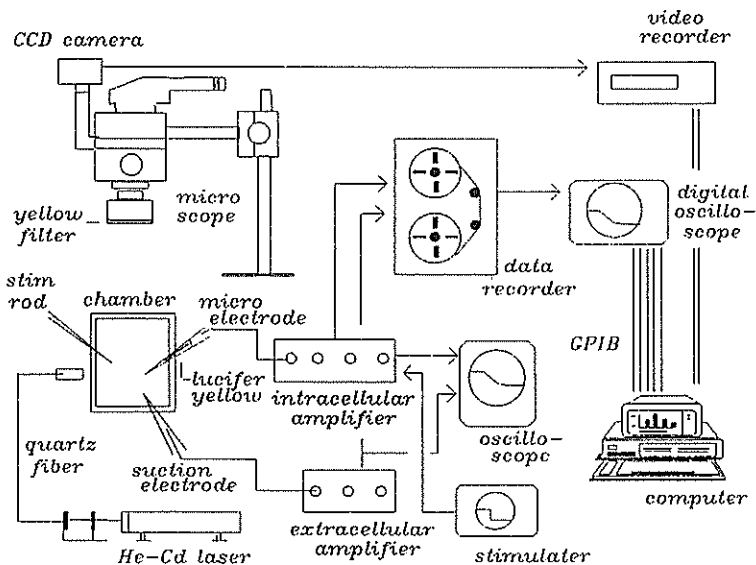 CCD camera
video
recorder
yellow
filter
micro
scope
digital
oscillo-
scope
data
recorder
stim
rod
chamber
micro
electrode
GPIB
lucifer
yellow
intracellular
amplifier
oscillo-
scope
quartz
fiber
suction
electrode
computer
extracellular
amplifier
He-Cd laser
stimulater